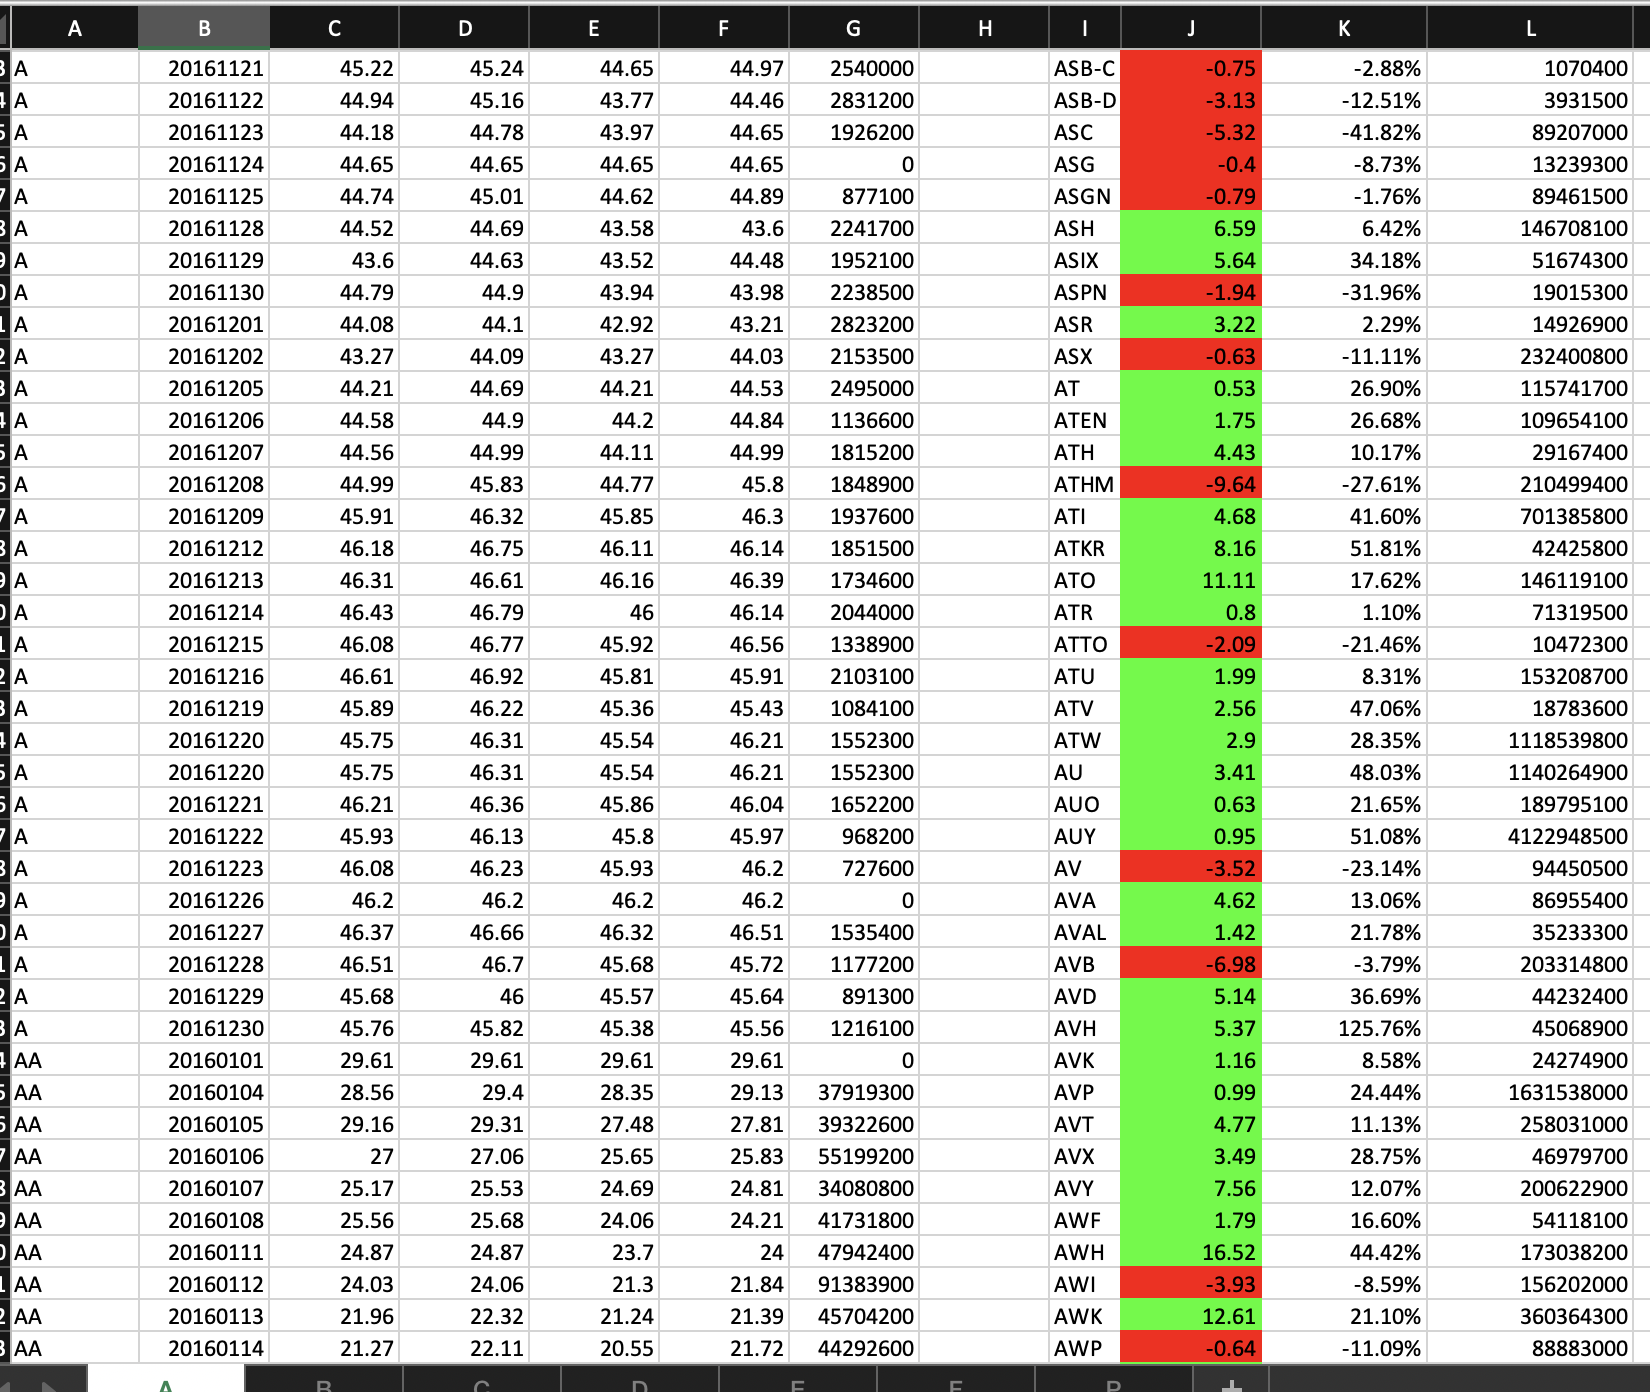 A B C D E F G H I J K L
A 20161121 45.22 45.24 44.65 44.97 2540000 ASB-C -0.75 -2.88% 1070400
A 20161122 44.94 45.16 43.77 44.46 2831200 ASB-D -3.13 -12.51% 3931500
A 20161123 44.18 44.78 43.97 44.65 1926200 ASC -5.32 -41.82% 89207000
A 20161124 44.65 44.65 44.65 44.65 0 ASG -0.4 -8.73% 13239300
A 20161125 44.74 45.01 44.62 44.89 877100 ASGN -0.79 -1.76% 89461500
A 20161128 44.52 44.69 43.58 43.6 2241700 ASH 6.59 6.42% 146708100
A 20161129 43.6 44.63 43.52 44.48 1952100 ASIX 5.64 34.18% 51674300
A 20161130 44.79 44.9 43.94 43.98 2238500 ASPN -1.94 -31.96% 19015300
A 20161201 44.08 44.1 42.92 43.21 2823200 ASR 3.22 2.29% 14926900
A 20161202 43.27 44.09 43.27 44.03 2153500 ASX -0.63 -11.11% 232400800
A 20161205 44.21 44.69 44.21 44.53 2495000 AT 0.53 26.90% 115741700
A 20161206 44.58 44.9 44.2 44.84 1136600 ATEN 1.75 26.68% 109654100
A 20161207 44.56 44.99 44.11 44.99 1815200 ATH 4.43 10.17% 29167400
A 20161208 44.99 45.83 44.77 45.8 1848900 ATHM -9.64 -27.61% 210499400
A 20161209 45.91 46.32 45.85 46.3 1937600 ATI 4.68 41.60% 701385800
A 20161212 46.18 46.75 46.11 46.14 1851500 ATKR 8.16 51.81% 42425800
A 20161213 46.31 46.61 46.16 46.39 1734600 ATO 11.11 17.62% 146119100
A 20161214 46.43 46.79 46 46.14 2044000 ATR 0.8 1.10% 71319500
A 20161215 46.08 46.77 45.92 46.56 1338900 ATTO -2.09 -21.46% 10472300
A 20161216 46.61 46.92 45.81 45.91 2103100 ATU 1.99 8.31% 153208700
A 20161219 45.89 46.22 45.36 45.43 1084100 ATV 2.56 47.06% 18783600
A 20161220 45.75 46.31 45.54 46.21 1552300 ATW 2.9 28.35% 1118539800
A 20161220 45.75 46.31 45.54 46.21 1552300 AU 3.41 48.03% 1140264900
A 20161221 46.21 46.36 45.86 46.04 1652200 AUO 0.63 21.65% 189795100
A 20161222 45.93 46.13 45.8 45.97 968200 AUY 0.95 51.08% 4122948500
A 20161223 46.08 46.23 45.93 46.2 727600 AV -3.52 -23.14% 94450500
A 20161226 46.2 46.2 46.2 46.2 0 AVA 4.62 13.06% 86955400
A 20161227 46.37 46.66 46.32 46.51 1535400 AVAL 1.42 21.78% 35233300
A 20161228 46.51 46.7 45.68 45.72 1177200 AVB -6.98 -3.79% 203314800
A 20161229 45.68 46 45.57 45.64 891300 AVD 5.14 36.69% 44232400
A 20161230 45.76 45.82 45.38 45.56 1216100 AVH 5.37 125.76% 45068900
AA 20160101 29.61 29.61 29.61 29.61 0 AVK 1.16 8.58% 24274900
AA 20160104 28.56 29.4 28.35 29.13 37919300 AVP 0.99 24.44% 1631538000
AA 20160105 29.16 29.31 27.48 27.81 39322600 AVT 4.77 11.13% 258031000
AA 20160106 27 27.06 25.65 25.83 55199200 AVX 3.49 28.75% 46979700
AA 20160107 25.17 25.53 24.69 24.81 34080800 AVY 7.56 12.07% 200622900
AA 20160108 25.56 25.68 24.06 24.21 41731800 AWF 1.79 16.60% 54118100
AA 20160111 24.87 24.87 23.7 24 47942400 AWH 16.52 44.42% 173038200
AA 20160112 24.03 24.06 21.3 21.84 91383900 AWI -3.93 -8.59% 156202000
AA 20160113 21.96 22.32 21.24 21.39 45704200 AWK 12.61 21.10% 360364300
AA 20160114 21.27 22.11 20.55 21.72 44292600 AWP -0.64 -11.09% 88883000
A B C D